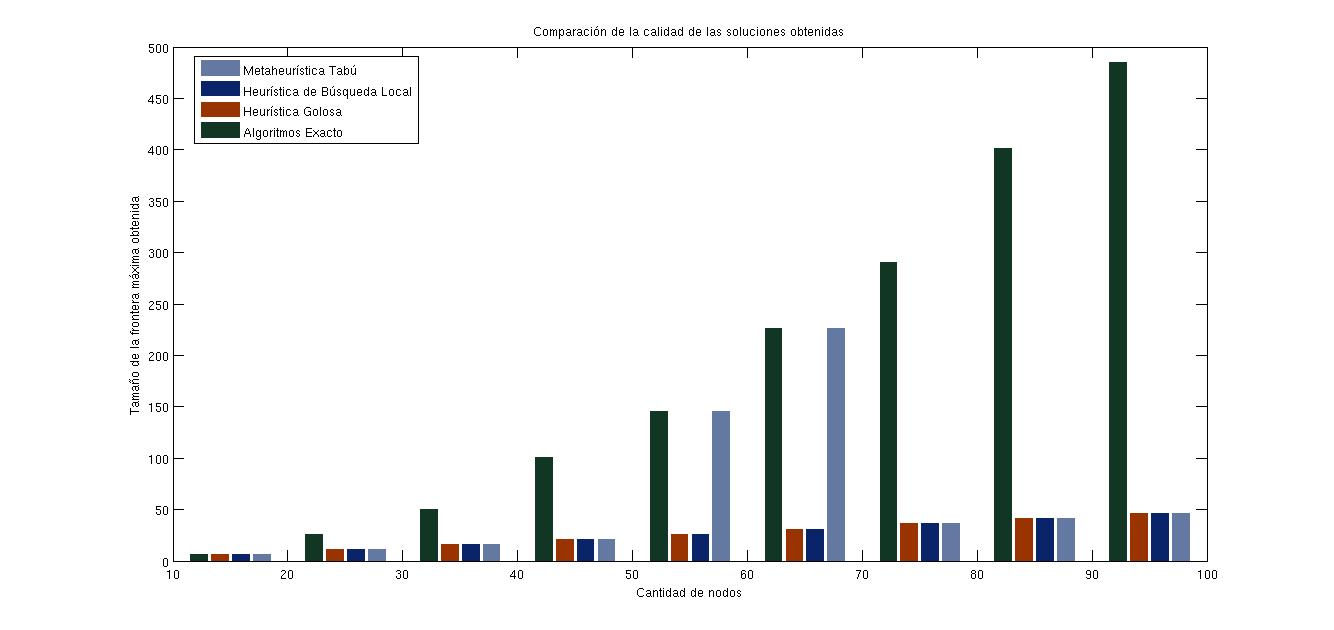 Comparación de la calidad de las soluciones obtenidas
500
450
400
350
300
250
200
150
100
50
0
Tamaño de la frontera máxima obtenida
Metaheurística Tabú
Heurística de Búsqueda Local
Heurística Golosa
Algoritmos Exacto
10 20 30 40 50 60 70 80 90 100
Cantidad de nodos